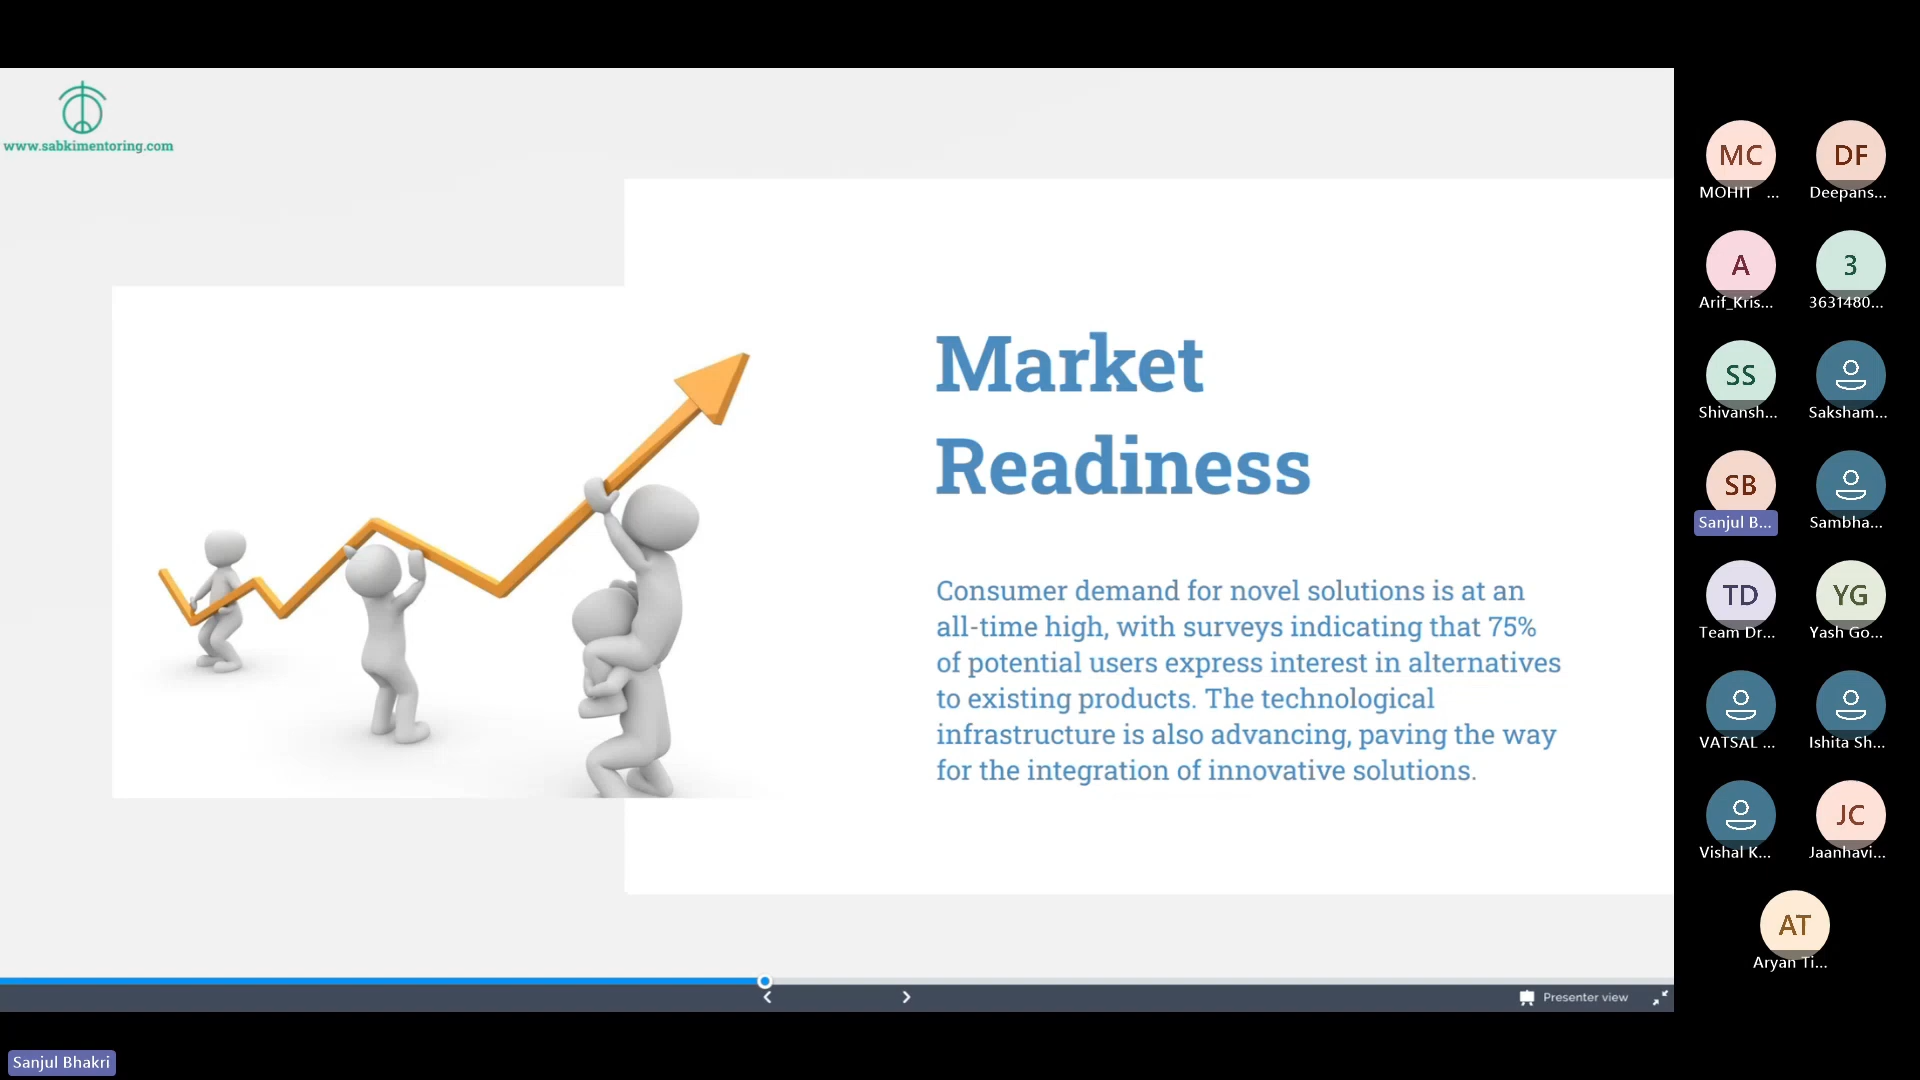 www.sabkimentoring.com
Market
Readiness
Consumer demand for novel solutions is at an
all-time high, with surveys indicating that 75%
of potential users express interest in alternatives
to existing products. The technological
infrastructure is also advancing, paving the way
for the integration of innovative solutions.
Presenter view
Sanjul Bhakri
MC
MOHIT ...
DF
Deepans...
A
Arif_Kris...
3
3631480...
SS
Shivansh...
Saksham...
SB
Sanjul B...
Sambha...
TD
Team Dr...
YG
Yash Go...
VATSAL ...
Ishita Sh...
Vishal K...
JC
Jaanhavi...
AT
Aryan Ti...